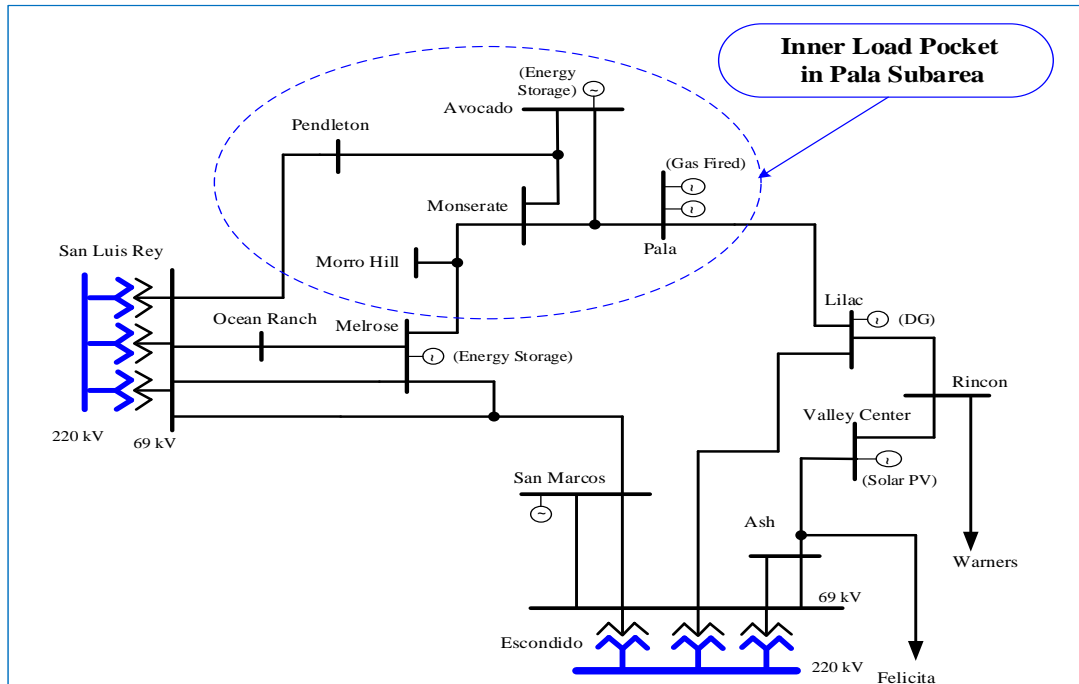 Inner Load Pocket
in Pala Subarea
(Energy
Storage)
~
Avocado
Pendleton
(Gas Fired)
~
~
Monserate
Pala
San Luis Rey
Morro Hill
Lilac
~
(DG)
Ocean Ranch
Melrose
~
(Energy Storage)
Rincon
Valley Center
220 kV
69 kV
~
(Solar PV)
San Marcos
~
Ash
Warners
69 kV
Escondido
220 kV
Felicita